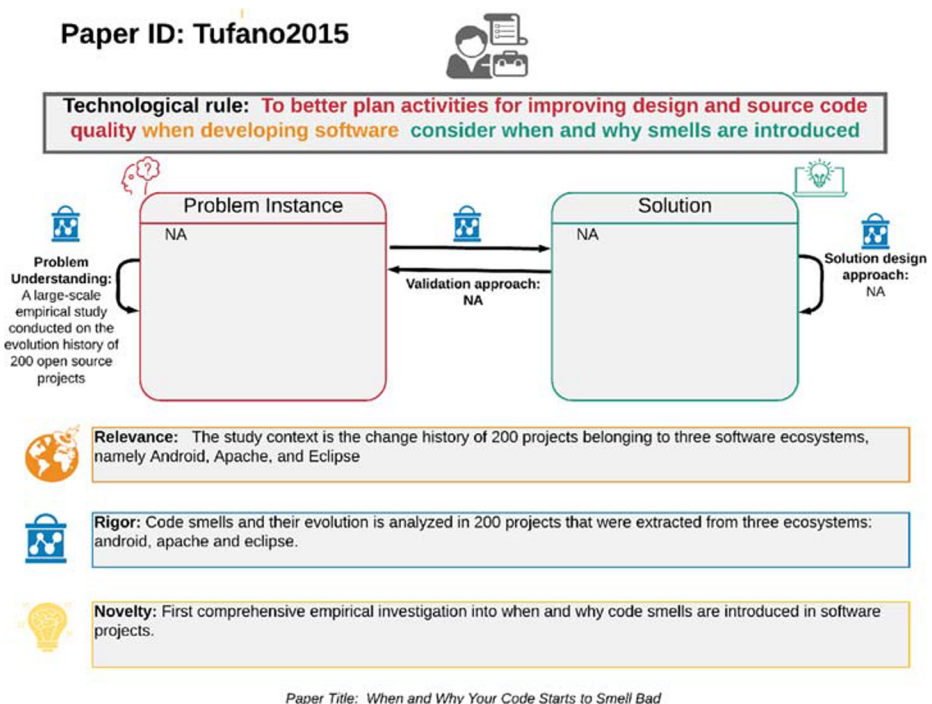 Paper ID: Tufano2015
Technological rule: To better plan activities for improving design and source code
quality when developing software consider when and why smells are introduced
Problem Instance
NA
Solution
NA
Problem
Understanding:
A large-scale
empirical study
conducted on the
evolution history of
200 open source
projects
Validation approach:
NA
Solution design
approach:
NA
Relevance: The study context is the change history of 200 projects belonging to three software ecosystems,
namely Android, Apache, and Eclipse
Rigor: Code smells and their evolution is analyzed in 200 projects that were extracted from three ecosystems:
android, apache and eclipse.
Novelty: First comprehensive empirical investigation into when and why code smells are introduced in software
projects.
Paper Title: When and Why Your Code Starts to Smell Bad